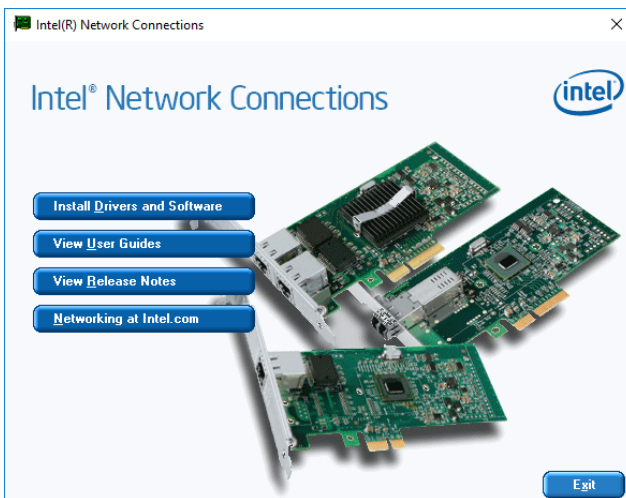 Intel(R) Network Connections
Intel® Network Connections
intel
Install Drivers and Software
View User Guides
View Release Notes
Networking at Intel.com
Exit